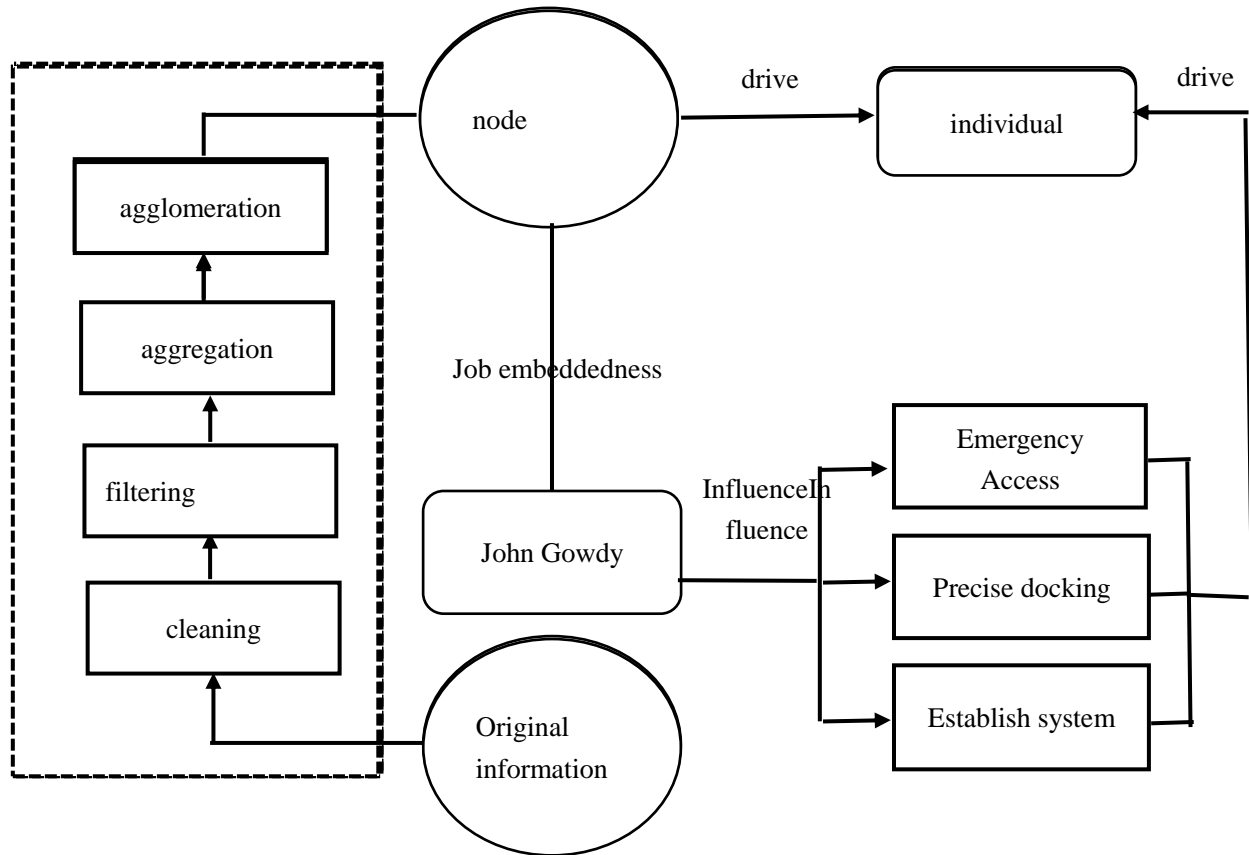 drive
drive
node
individual
agglomeration
aggregation
Job embeddedness
Emergency
Access
filtering
InfluenceIn
fluence
John Gowdy
Precise docking
cleaning
Original
information
Establish system